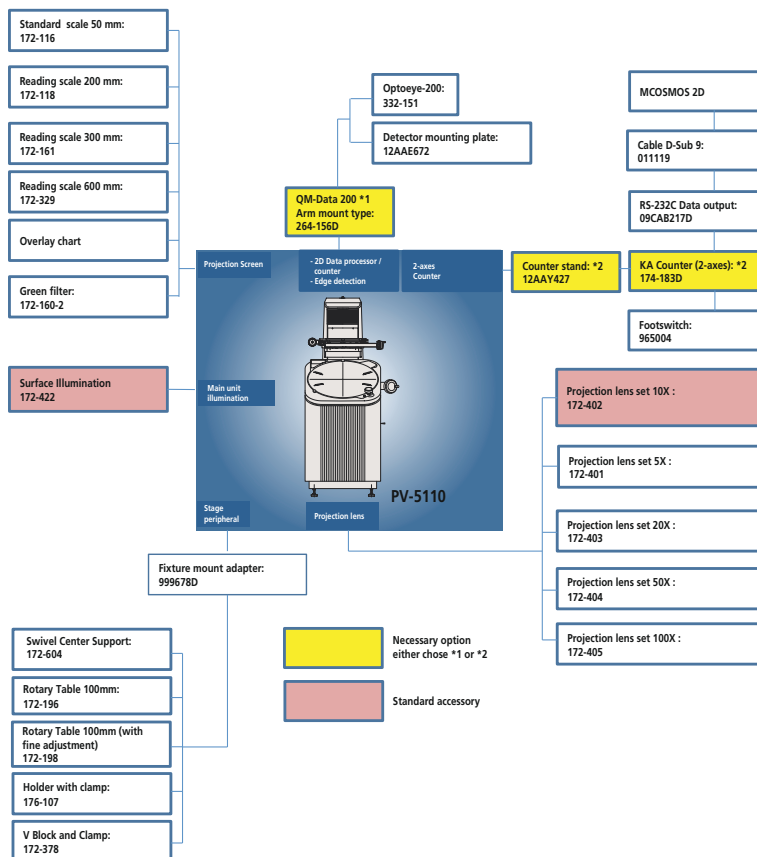 Standard scale 50 mm:
172-116
Reading scale 200 mm:
172-118
Reading scale 300 mm:
172-161
Reading scale 600 mm:
172-329
Overlay chart
Green filter:
172-160-2
Surface Illumination
172-422
Optoeye-200:
332-151
Detector mounting plate:
12AAE672
QM-Data 200 *1
Arm mount type:
264-156D
MCOSMOS 2D
Cable D-Sub 9:
011119
RS-232C Data output:
09CAB217D
Counter stand: *2
12AAY427
KA Counter (2-axes): *2
174-183D
Footswitch:
965004
Projection Screen
- 2D Data processor /
counter
- Edge detection
2-axes
Counter
Main unit
illumination
PV-5110
Stage
peripheral
Projection lens
Projection lens set 10X :
172-402
Projection lens set 5X :
172-401
Projection lens set 20X :
172-403
Projection lens set 50X :
172-404
Projection lens set 100X :
172-405
Fixture mount adapter:
999678D
Swivel Center Support:
172-604
Rotary Table 100mm:
172-196
Rotary Table 100mm (with
fine adjustment)
172-198
Holder with clamp:
176-107
V Block and Clamp:
172-378
Necessary option
either chose *1 or *2
Standard accessory